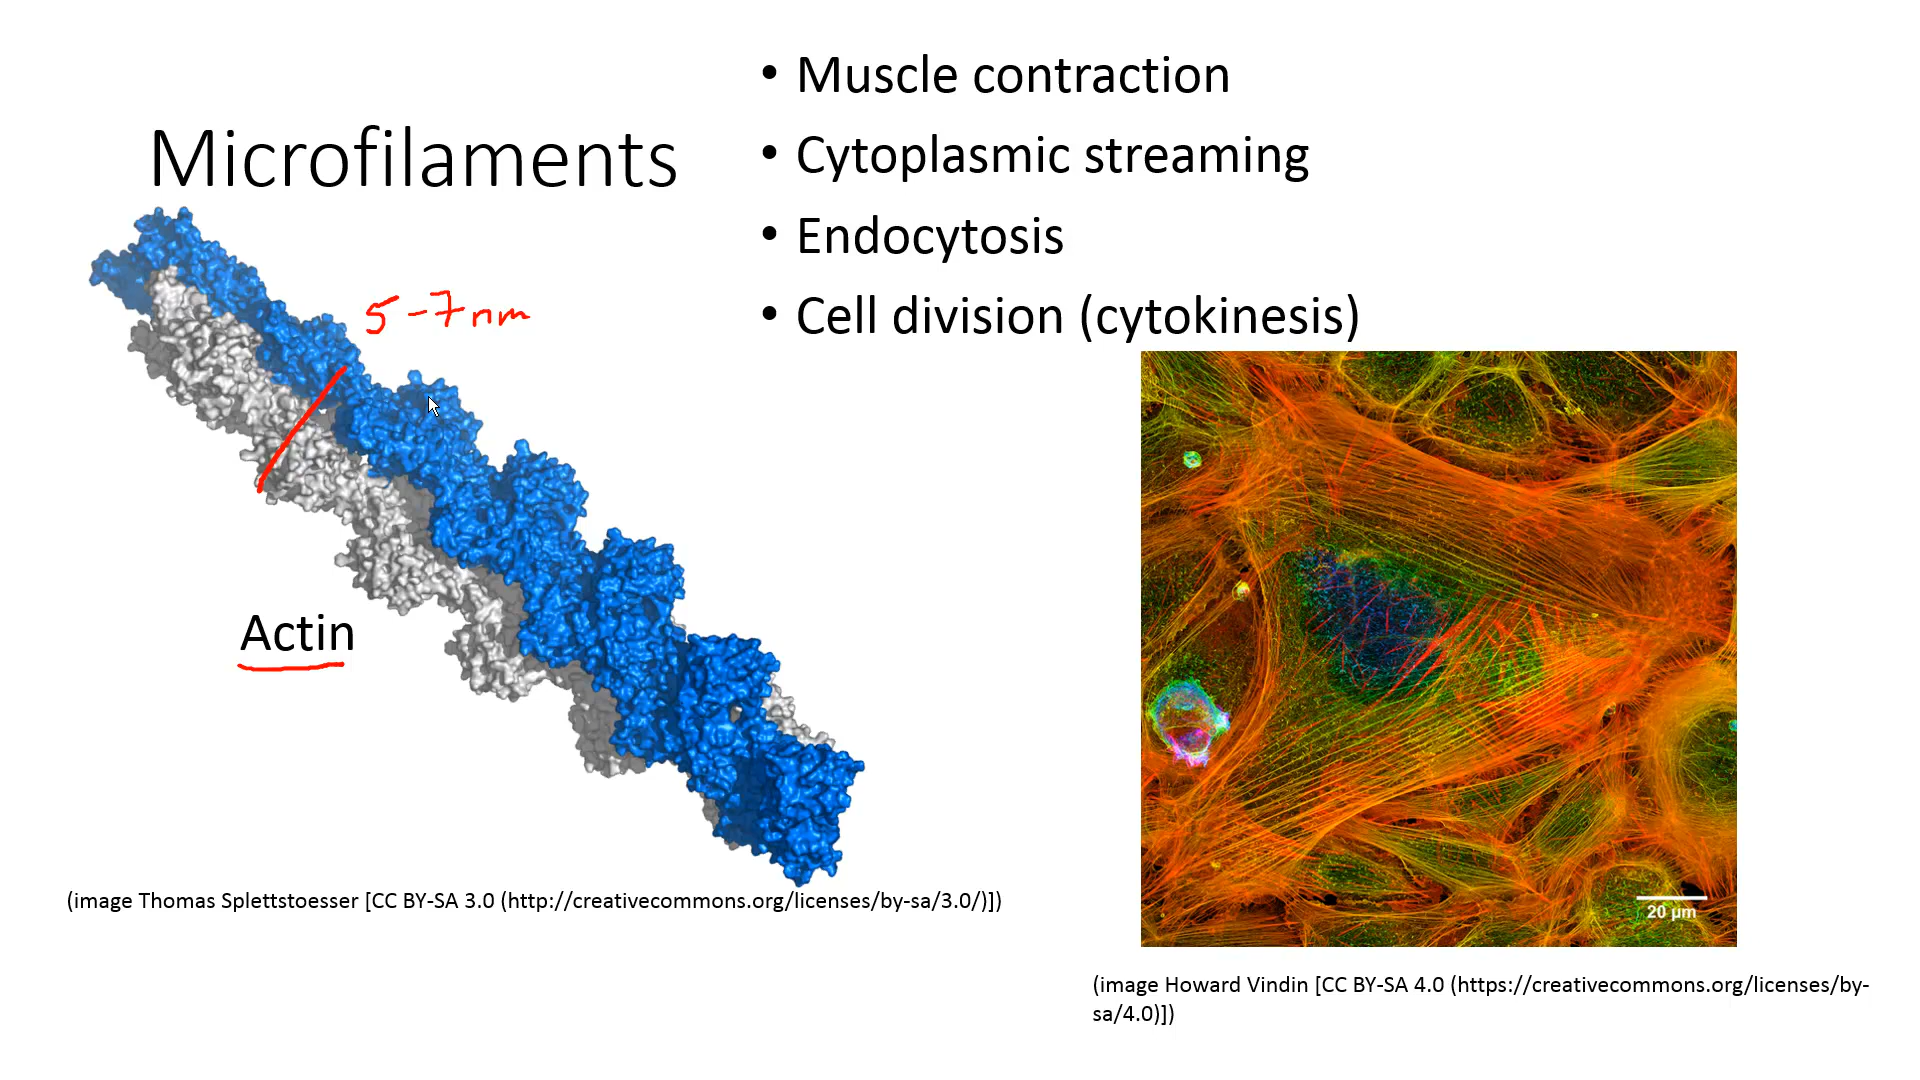 Microfilaments
• Muscle contraction
• Cytoplasmic streaming
• Endocytosis
• Cell division (cytokinesis)
5-7nm
Actin
20 µm
(image Thomas Splettstoesser [CC BY-SA 3.0 (http://creativecommons.org/licenses/by-sa/3.0/)])
(image Howard Vindin [CC BY-SA 4.0 (https://creativecommons.org/licenses/by-
sa/4.0)])